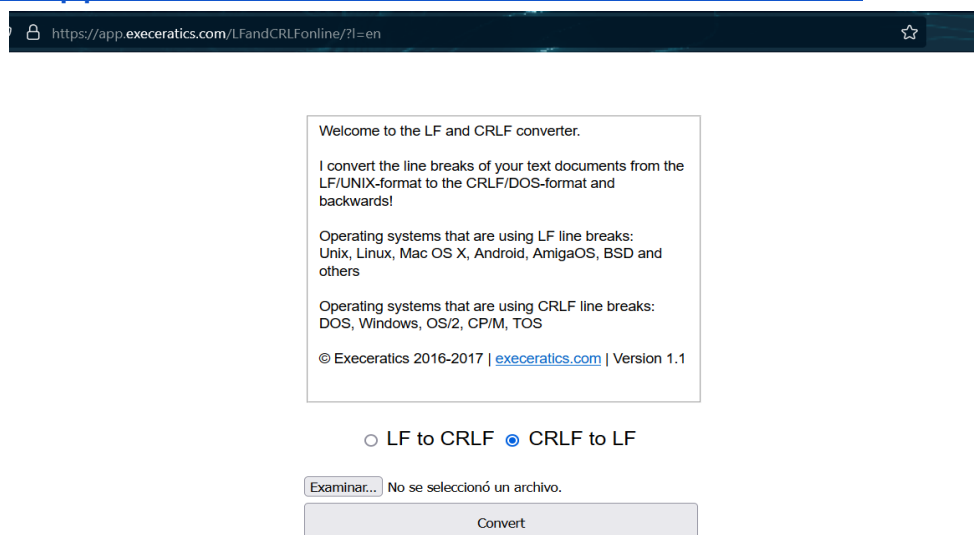 https://app.execeratics.com/LFandCRLFonline/?l=en
Welcome to the LF and CRLF converter.
I convert the line breaks of your text documents from the
LF/UNIX-format to the CRLF/DOS-format and
backwards!
Operating systems that are using LF line breaks:
Unix, Linux, Mac OS X, Android, AmigaOS, BSD and
others
Operating systems that are using CRLF line breaks:
DOS, Windows, OS/2, CP/M, TOS
© Execeratics 2016-2017 | execeratics.com | Version 1.1
LF to CRLF CRLF to LF
Examinar... No se seleccionó un archivo.
Convert